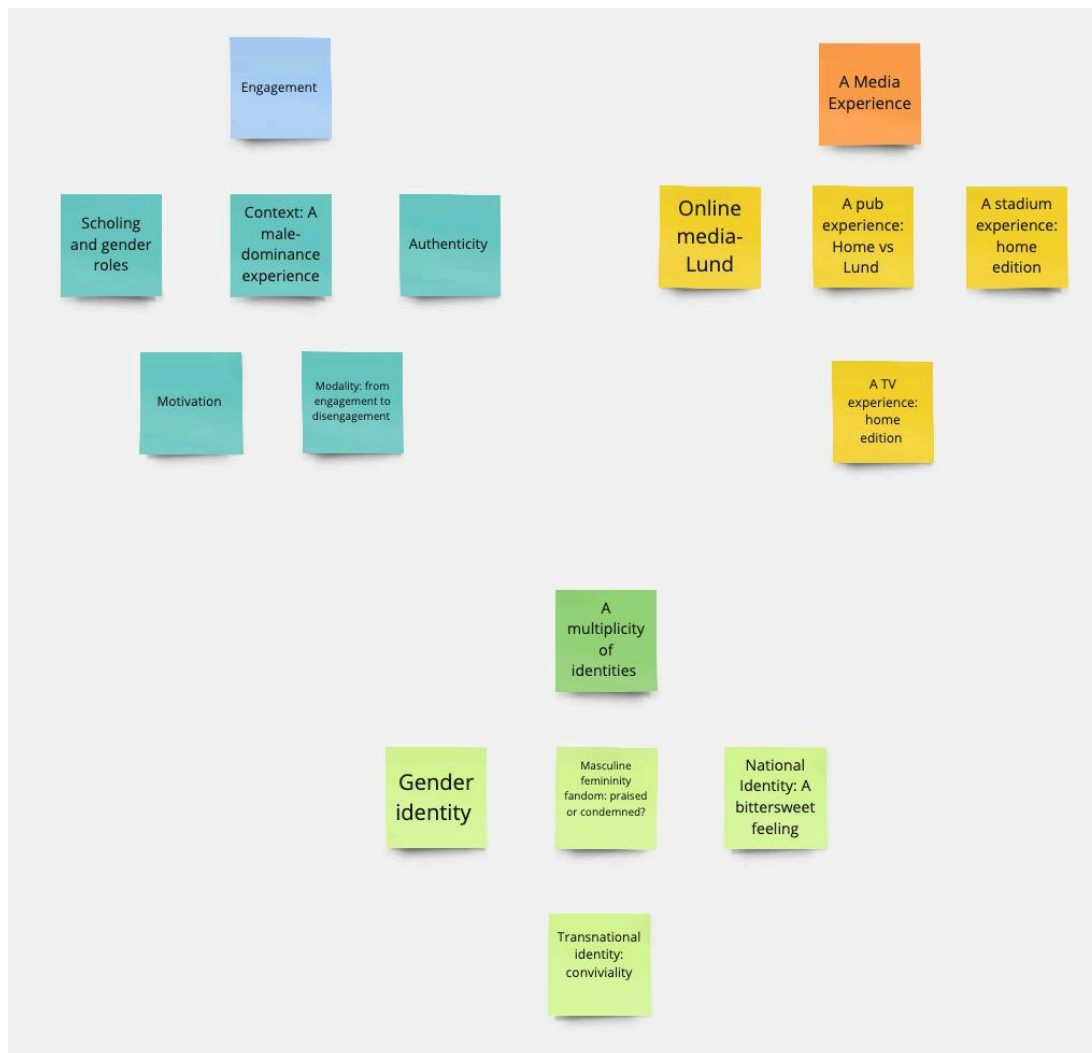 Engagement
A Media
Experience
Scholing
and gender
roles
Context: A
male-
dominance
experience
Authenticity
Online
media-
Lund
A pub
experience:
Home vs
Lund
A stadium
experience:
home
edition
Motivation
Modality: from
engagement to
disengagement
A TV
experience:
home
edition
A
multiplicity
of
identities
Gender
identity
Masculine
femininity
fandom: praised
or condemned?
National
Identity: A
bittersweet
feeling
Transnational
identity:
conviviality